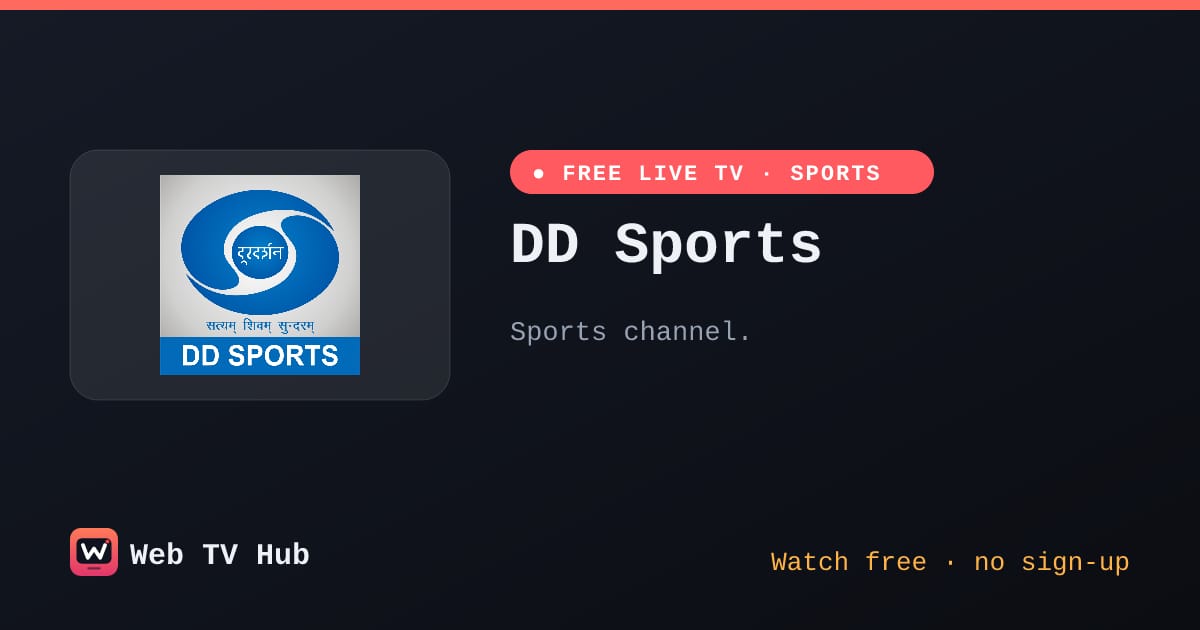 दूरदर्शन
सत्यम् शिवम् सुन्दरम्
DD SPORTS
● FREE LIVE TV · SPORTS
DD Sports
Sports channel.
W
Web TV Hub
Watch free · no sign-up